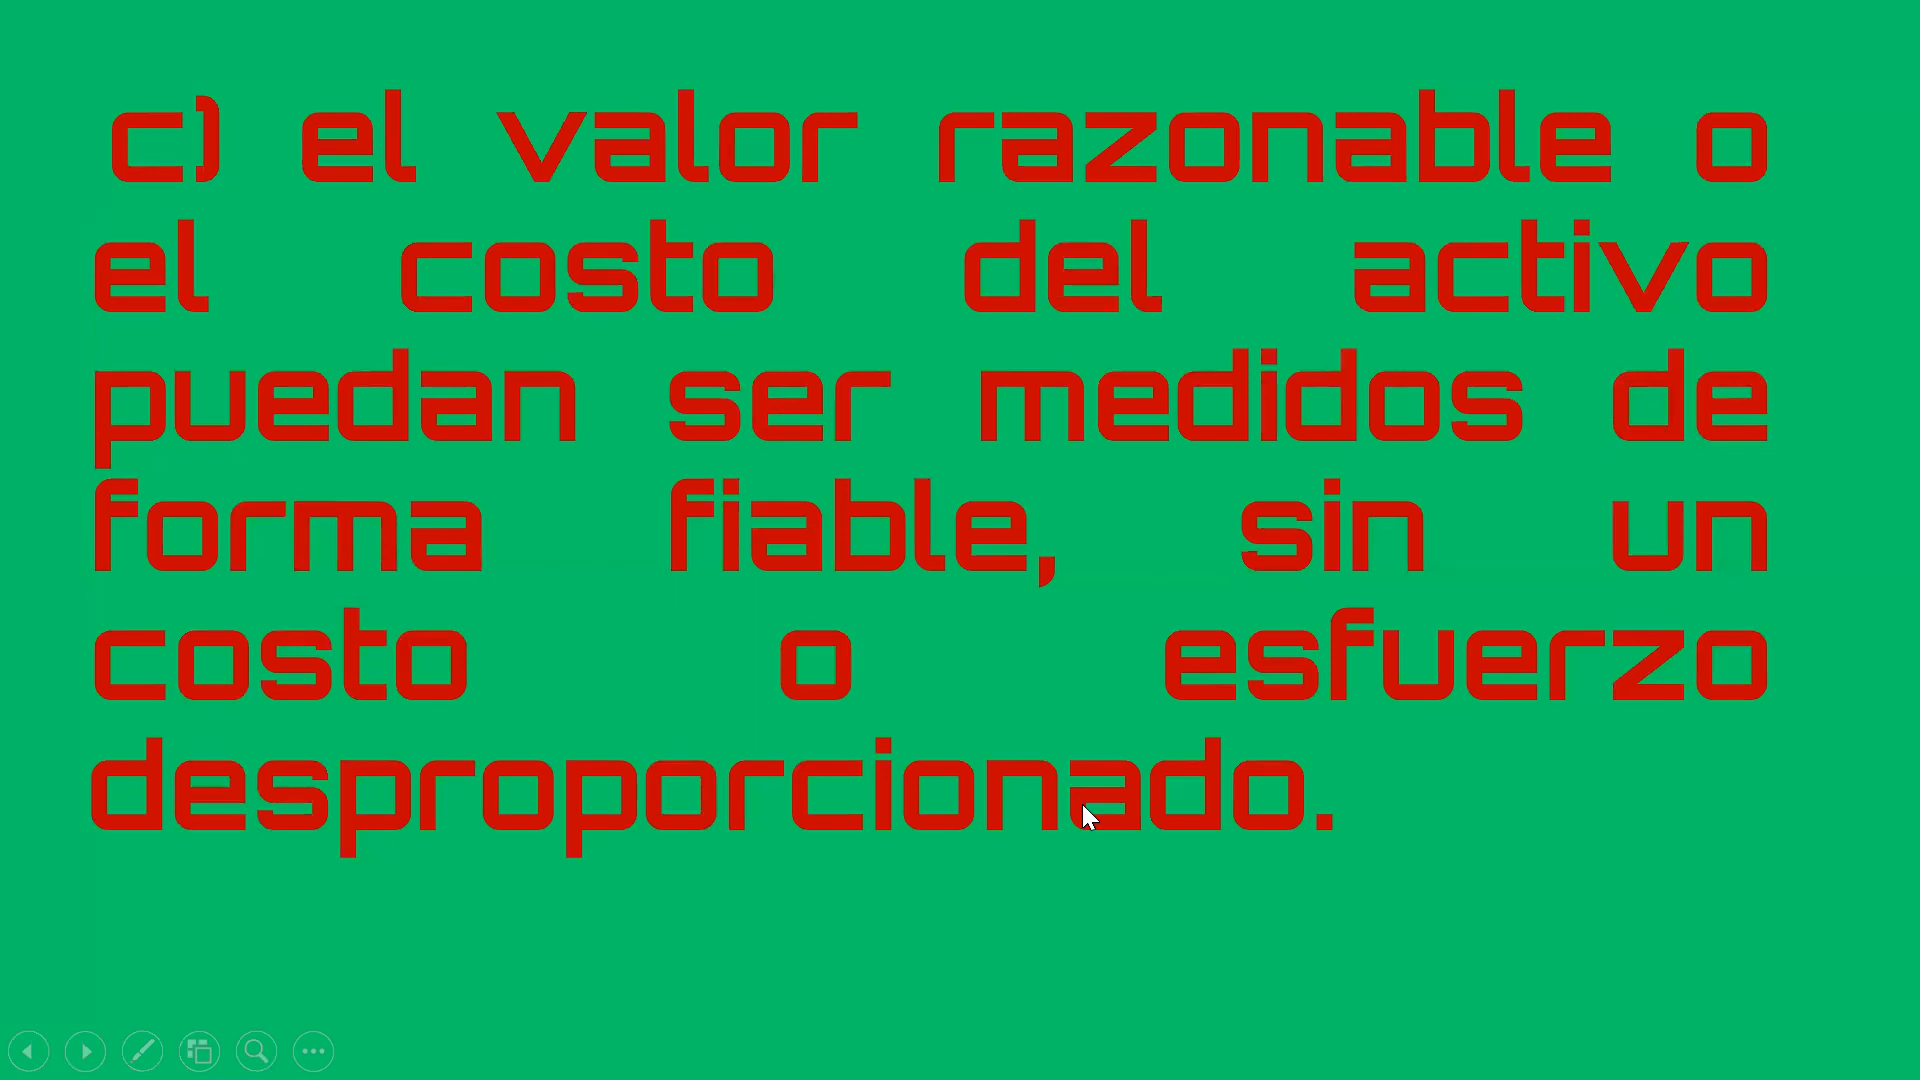 c) el valor razonable o
el costo del activo
puedan ser medidos de
forma fiable, sin un
costo o esfuerzo
desproporcionado.